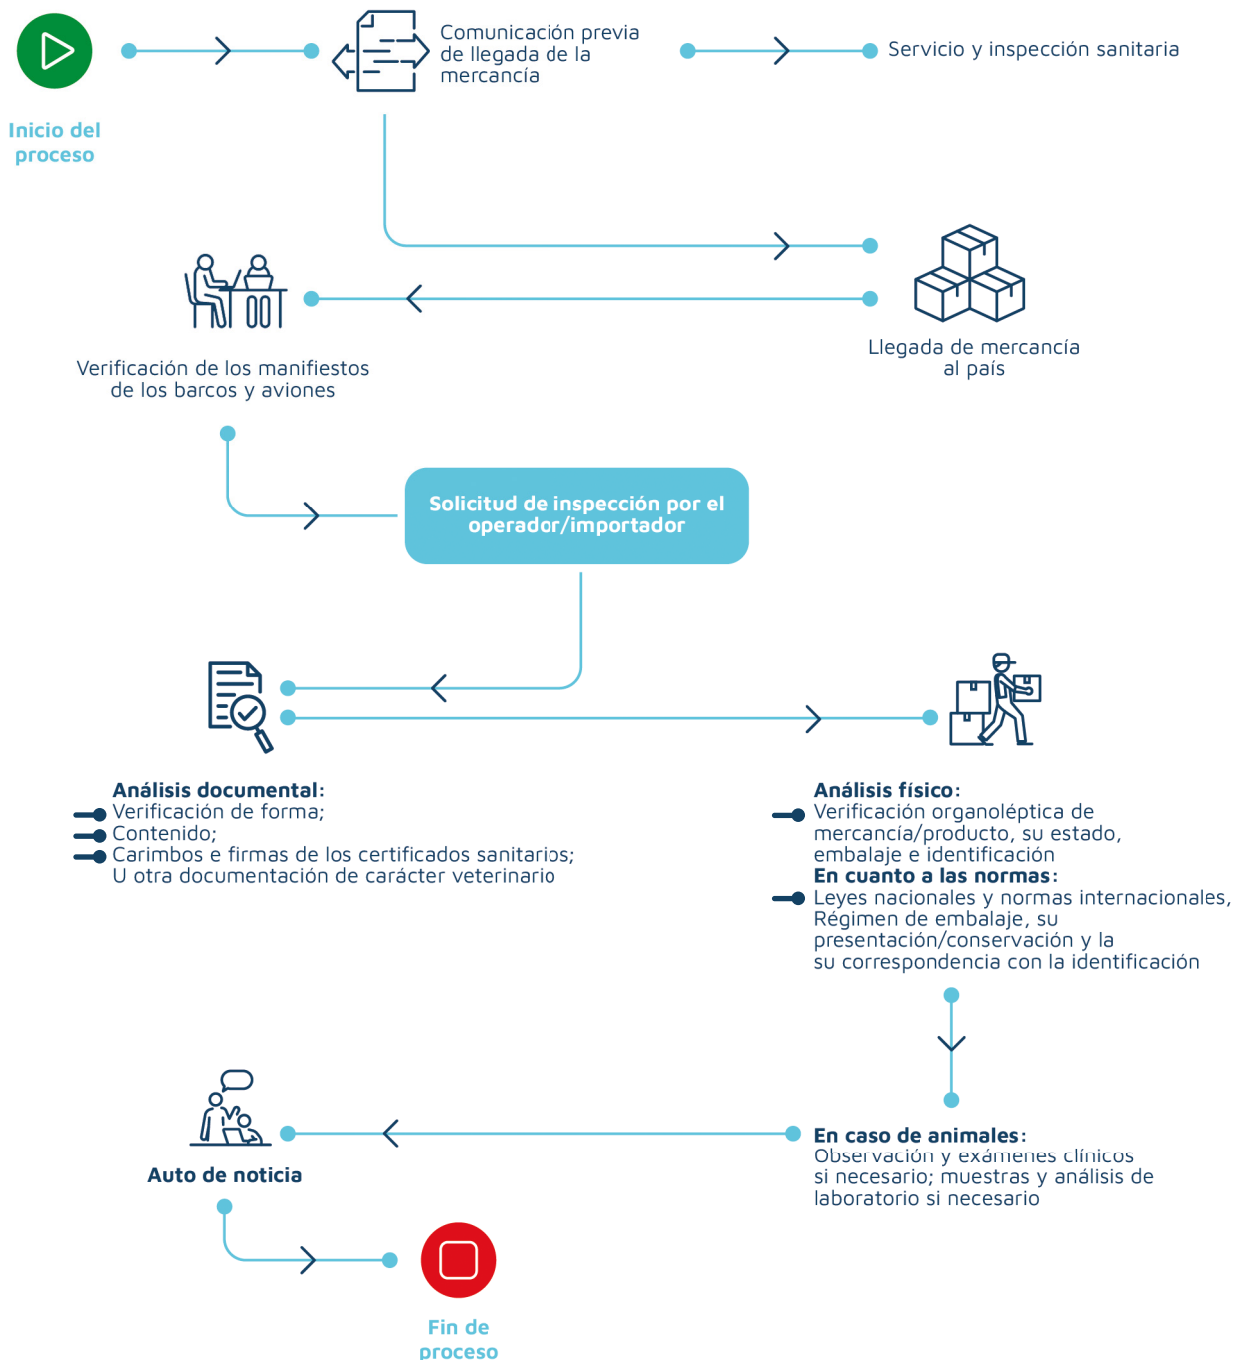 Inicio del
proceso
Comunicación previa
de llegada de la
mercancía
Servicio y inspección sanitaria
Llegada de mercancía
al país
Verificación de los manifiestos
de los barcos y aviones
Solicitud de inspección por el
operador/importador
Análisis documental:
Verificación de forma;
Contenido;
Carimbos e firmas de los certificados sanitarios;
U otra documentación de carácter veterinario
Análisis físico:
Verificación organoléptica de
mercancía/producto, su estado,
embalaje e identificación
En cuanto a las normas:
Leyes nacionales y normas internacionales,
Régimen de embalaje, su
presentación/conservación y la
su correspondencia con la identificación
En caso de animales:
Observación y exámenes clínicos
si necesario; muestras y análisis de
laboratorio si necesario
Auto de noticia
Fin de
proceso